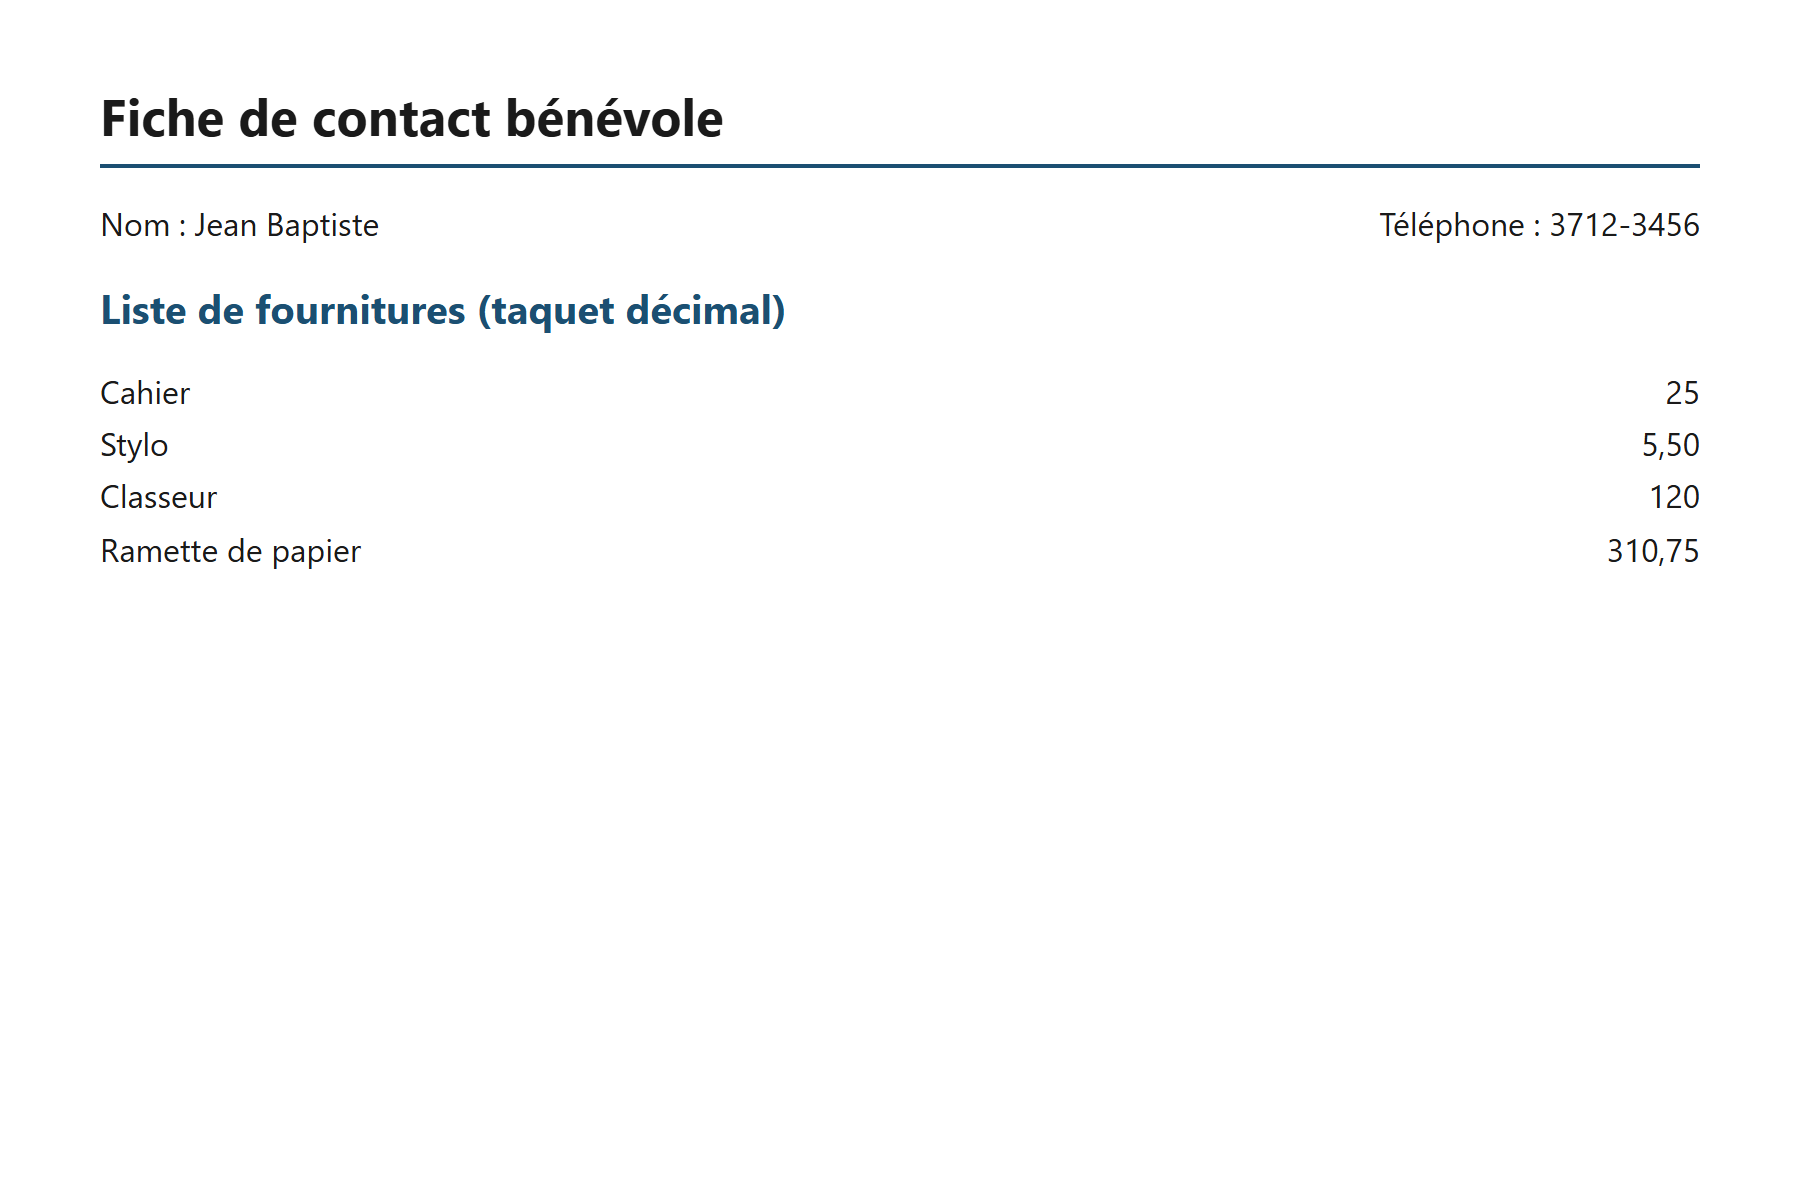 Fiche de contact bénévole
Nom : Jean Baptiste Téléphone : 3712-3456
Liste de fournitures (taquet décimal)
Cahier 25
Stylo 5,50
Classeur 120
Ramette de papier 310,75